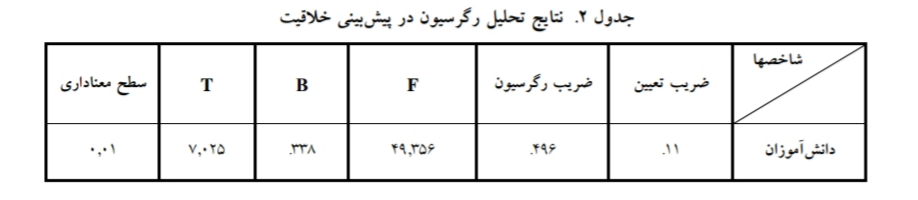 جدول ۲. نتایج تحلیل رگرسیون در پیش‌بینی خلاقیت
شاخصها ضریب تعیین ضریب رگرسیون F B T سطح معناداری
دانش‌آموزان .۱۱ .۴۹۶ ۴۹,۳۵۶ .۳۳۸ ۷,۰۲۵ ۰,۰۱